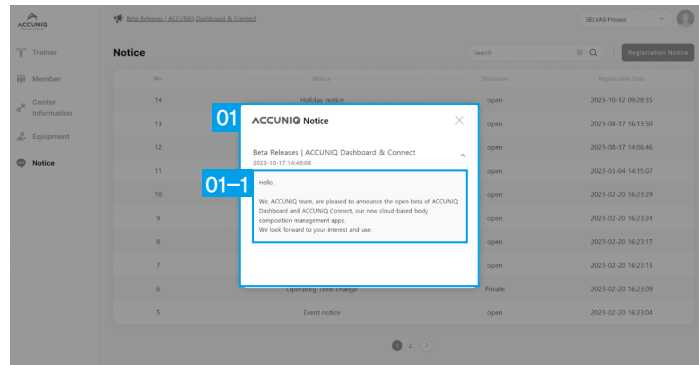 ACCUNIQ
Beta Releases | ACCUNIQ Dashboard & Connect
SELVAS Fitness
Trainer
Member
Center
Information
Equipment
Notice
Notice
Search
Registration Notice
No
Notice
Disclosure
Registration Date
14
Holiday notice
open
2023-10-12 09:28:35
13
open
2023-08-17 16:13:50
12
open
2023-08-17 14:06:46
11
open
2023-03-04 14:15:07
10
open
2023-02-20 16:23:29
9
open
2023-02-20 16:23:24
8
open
2023-02-20 16:23:17
7
open
2023-02-20 16:23:13
6
Operating Time change
Private
2023-02-20 16:23:09
5
Event notice
open
2023-02-20 16:23:04
1 2
01
ACCUNIQ Notice
Beta Releases | ACCUNIQ Dashboard & Connect
2023-10-17 14:49:00
01-1
Hello.
We, ACCUNIQ team, are pleased to announce the open beta of ACCUNIQ
Dashboard and ACCUNIQ Connect, our new cloud-based body
composition management apps.
We look forward to your interest and use.